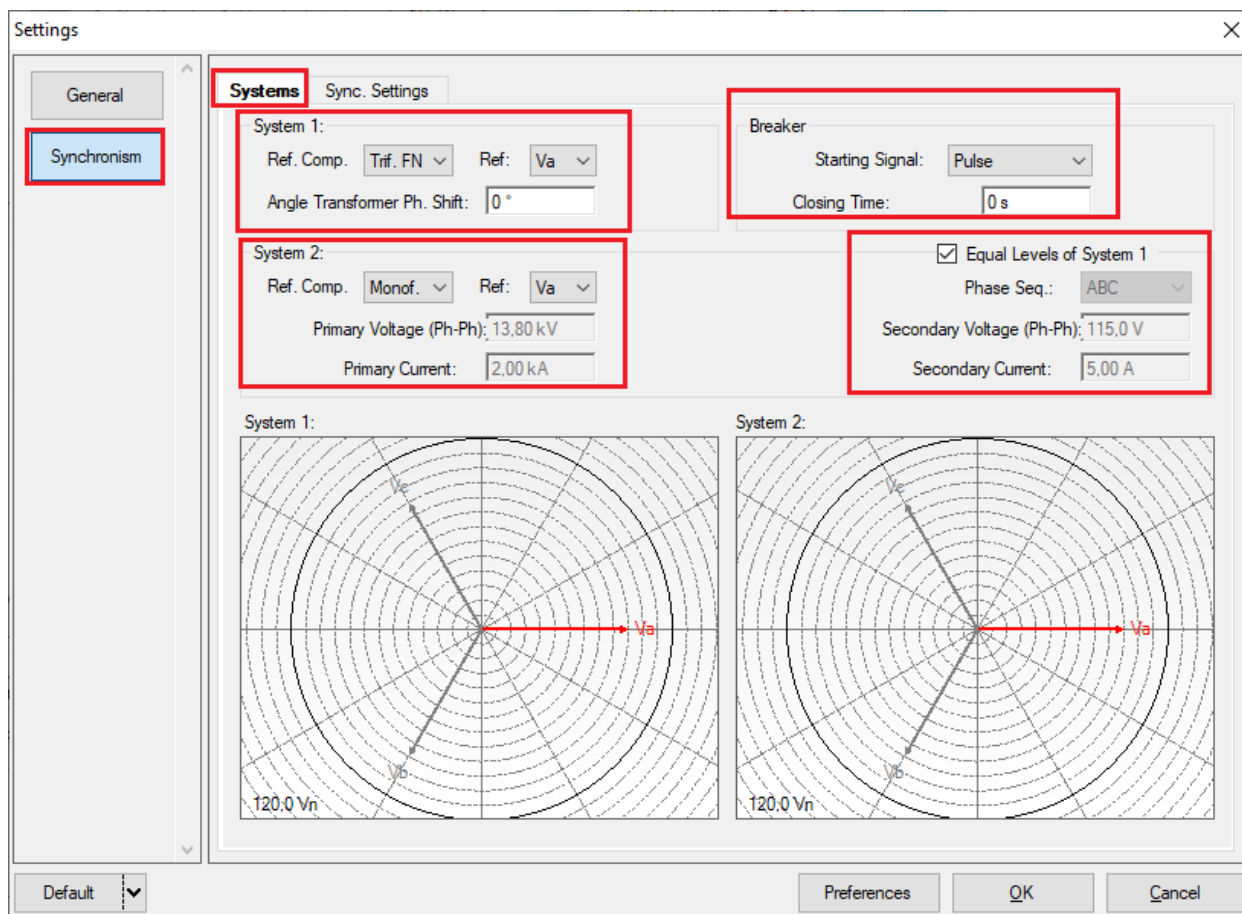 Settings
General
Synchronism
Systems Sync. Settings
System 1:
Ref. Comp. Trif. FN Ref: Va
Angle Transformer Ph. Shift: 0 °
Breaker
Starting Signal: Pulse
Closing Time: 0 s
System 2:
Ref. Comp. Monof. Ref: Va
Primary Voltage (Ph-Ph): 13,80 kV
Primary Current: 2,00 kA
Equal Levels of System 1
Phase Seq.: ABC
Secondary Voltage (Ph-Ph): 115,0 V
Secondary Current: 5,00 A
System 1:
Vc
Va
Vb
120,0 Vn
System 2:
Vc
Va
Vb
120,0 Vn
Default
Preferences
OK
Cancel